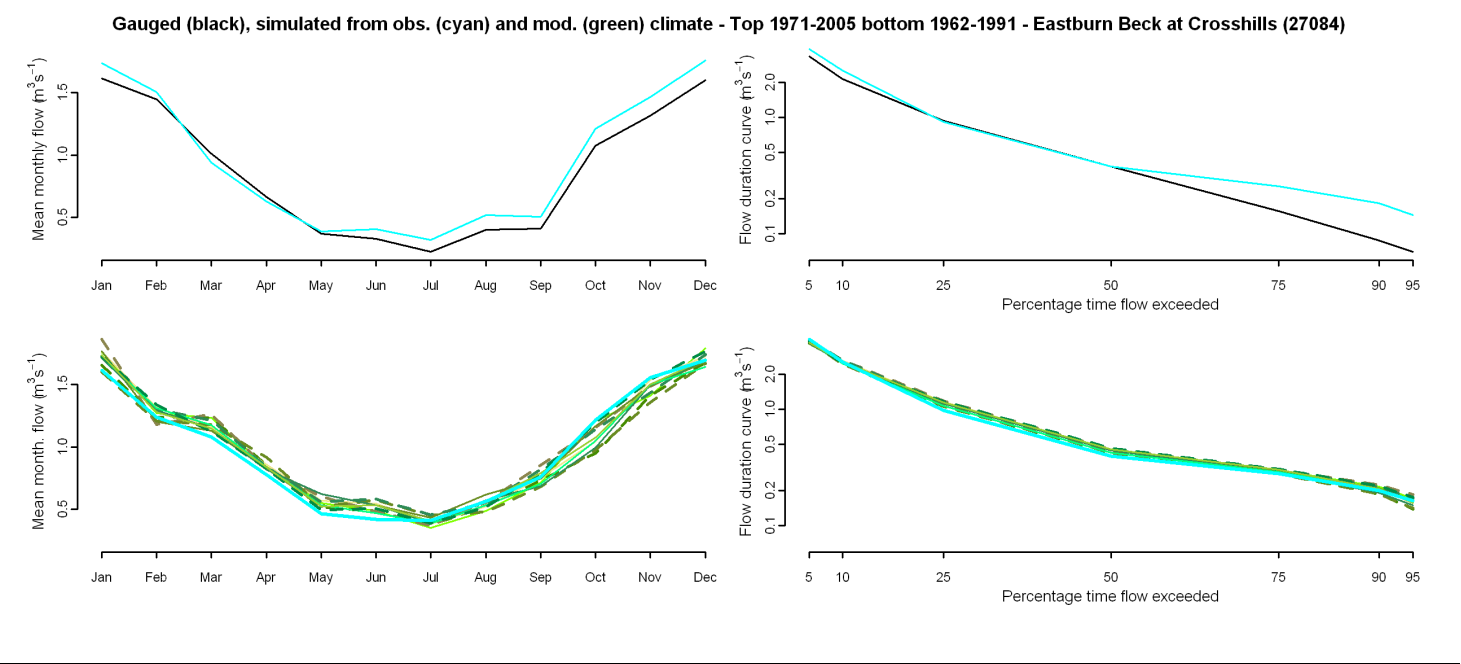 Gauged (black), simulated from obs. (cyan) and mod. (green) climate - Top 1971-2005 bottom 1962-1991 - Eastburn Beck at Crosshills (27084)
Mean monthly flow (m³s⁻¹)
1.5
1.0
0.5
Jan Feb Mar Apr May Jun Jul Aug Sep Oct Nov Dec
Flow duration curve (m³s⁻¹)
2.0
1.0
0.5
0.2
0.1
5 10 25 50 75 90 95
Percentage time flow exceeded
Mean month. flow (m³s⁻¹)
1.5
1.0
0.5
Jan Feb Mar Apr May Jun Jul Aug Sep Oct Nov Dec
Flow duration curve (m³s⁻¹)
2.0
1.0
0.5
0.2
0.1
5 10 25 50 75 90 95
Percentage time flow exceeded